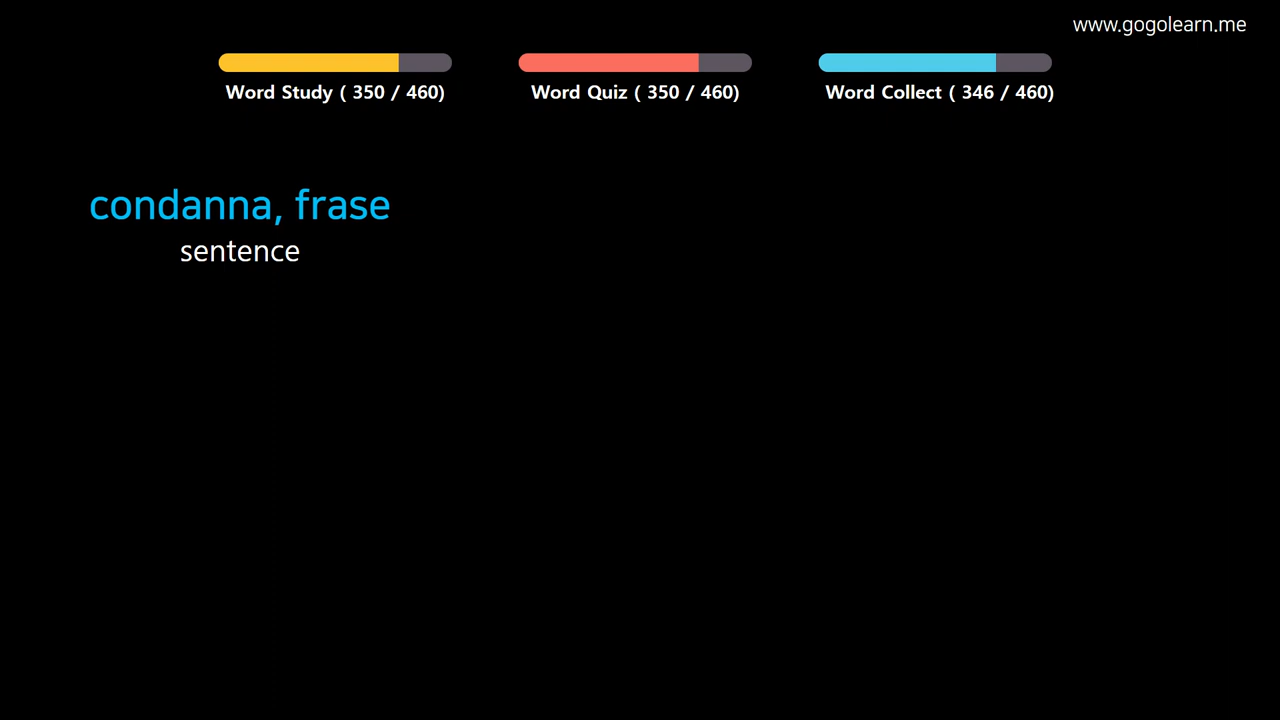 www.gogolearn.me
Word Study ( 350 / 460)
Word Quiz ( 350 / 460)
Word Collect ( 346 / 460)
condanna, frase
sentence